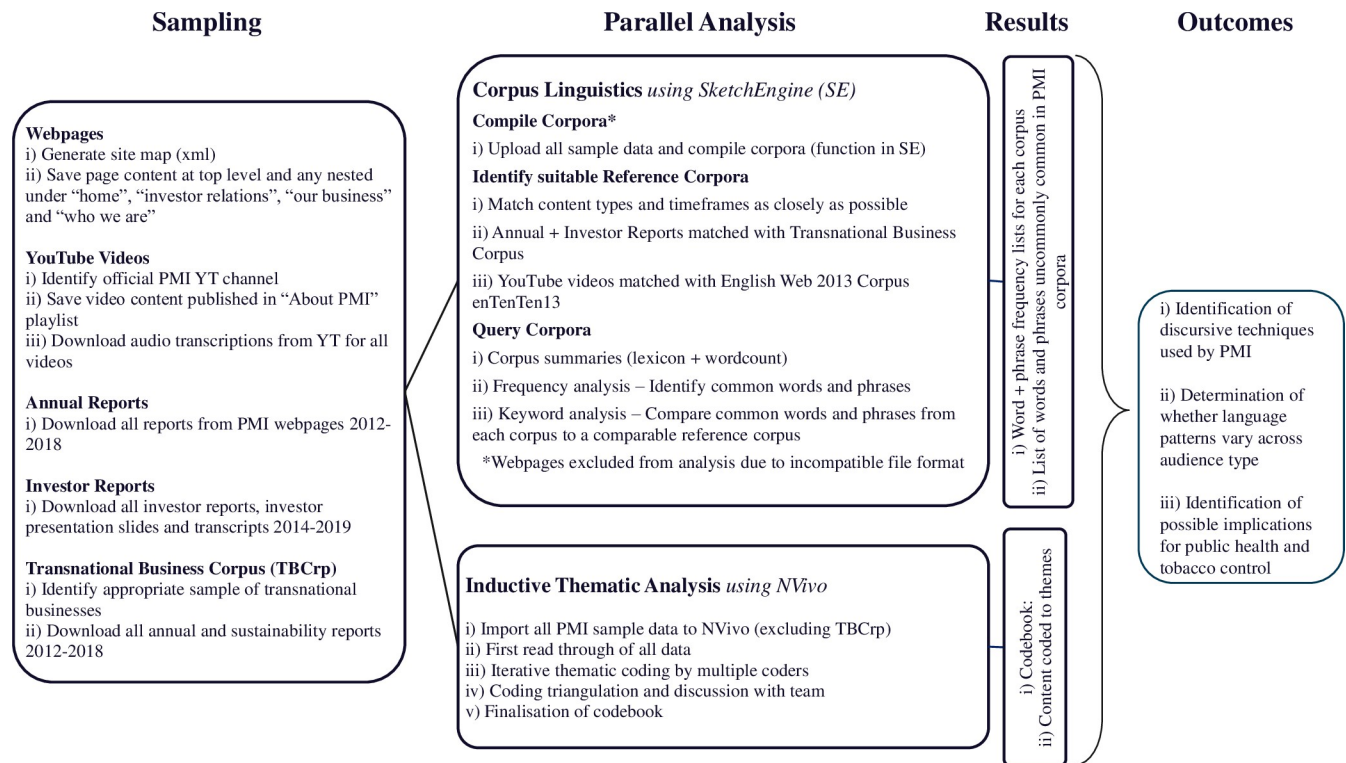 Sampling
Parallel Analysis
Results
Outcomes
Webpages
i) Generate site map (xml)
ii) Save page content at top level and any nested
under “home”, “investor relations”, “our business”
and “who we are”
YouTube Videos
i) Identify official PMI YT channel
ii) Save video content published in “About PMI”
playlist
iii) Download audio transcriptions from YT for all
videos
Annual Reports
i) Download all reports from PMI webpages 2012-
2018
Investor Reports
i) Download all investor reports, investor
presentation slides and transcripts 2014-2019
Transnational Business Corpus (TBCrp)
i) Identify appropriate sample of transnational
businesses
ii) Download all annual and sustainability reports
2012-2018
Corpus Linguistics using SketchEngine (SE)
Compile Corpora*
i) Upload all sample data and compile corpora (function in SE)
Identify suitable Reference Corpora
i) Match content types and timeframes as closely as possible
ii) Annual + Investor Reports matched with Transnational Business
Corpus
iii) YouTube videos matched with English Web 2013 Corpus
enTenTen13
Query Corpora
i) Corpus summaries (lexicon + wordcount)
ii) Frequency analysis – Identify common words and phrases
iii) Keyword analysis – Compare common words and phrases from
each corpus to a comparable reference corpus
*Webpages excluded from analysis due to incompatible file format
Inductive Thematic Analysis using NVivo
i) Import all PMI sample data to NVivo (excluding TBCrp)
ii) First read through of all data
iii) Iterative thematic coding by multiple coders
iv) Coding triangulation and discussion with team
v) Finalisation of codebook
i) Word + phrase frequency lists for each corpus
ii) List of words and phrases uncommonly common in PMI
corpora
i) Codebook:
ii) Content coded to themes
i) Identification of
discursive techniques
used by PMI
ii) Determination of
whether language
patterns vary across
audience type
iii) Identification of
possible implications
for public health and
tobacco control